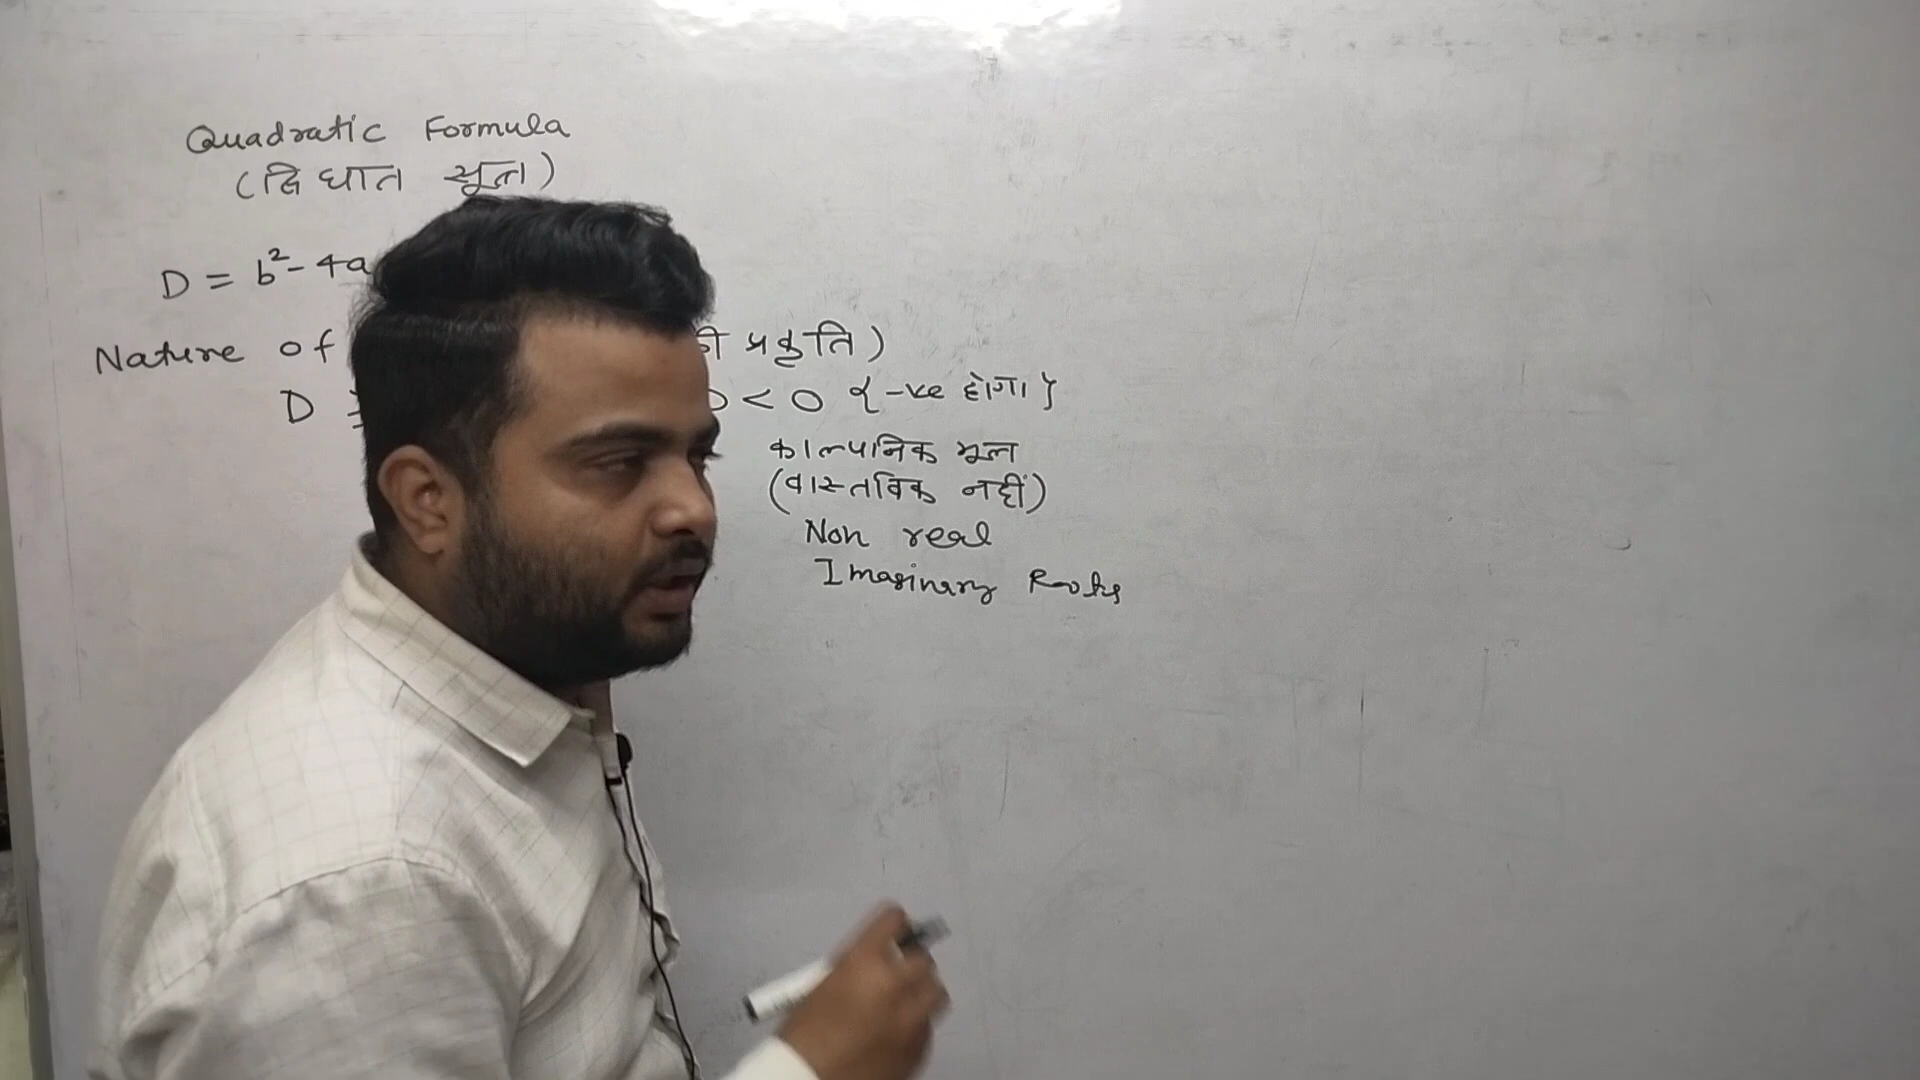 Quadratic Formula
(द्विघात सूत्र)
D = b²- 4a
Nature of की प्रकृति)
D D < 0 {-ve होगा}
काल्पनिक मूल
(वास्तविक नहीं)
Non real
Imaginary Roots